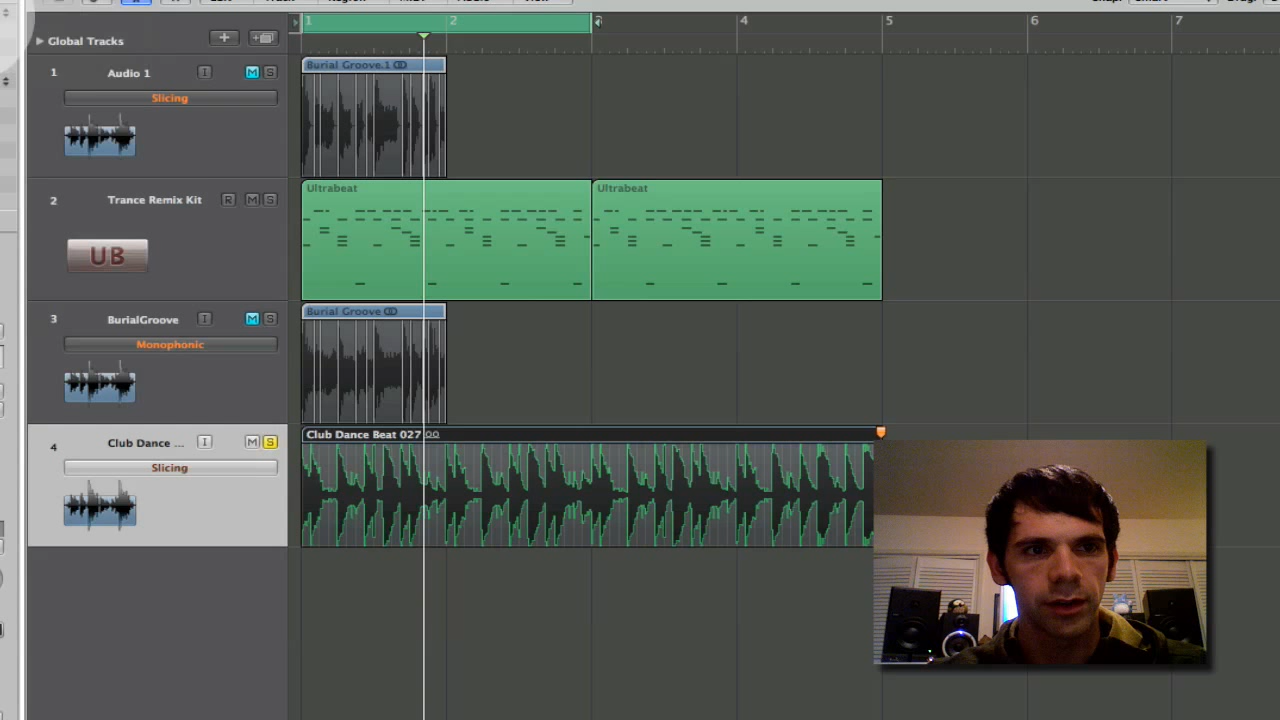 1 2 3 4 5 6 7
Global Tracks
1 Audio 1 I M S
Slicing
Burial Groove.1
2 Trance Remix Kit R M S
UB
Ultrabeat
Ultrabeat
3 BurialGroove I M S
Monophonic
Burial Groove
4 Club Dance ... I M S
Slicing
Club Dance Beat 027